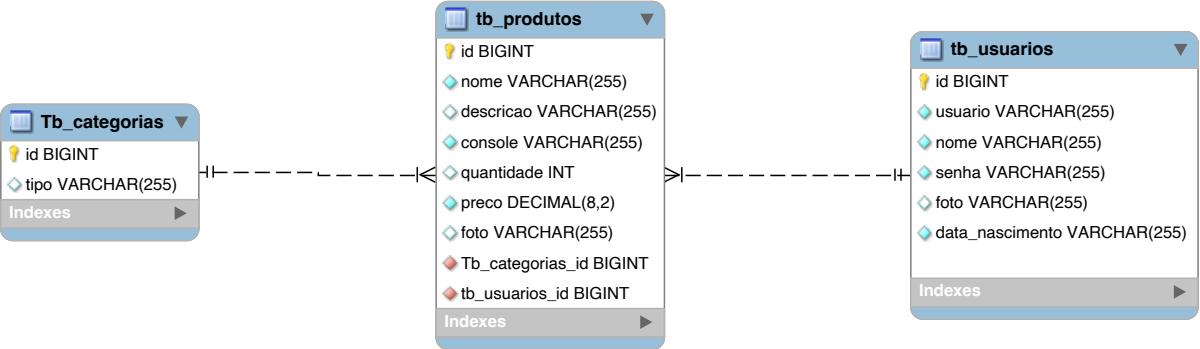 Tb_categorias
id BIGINT
tipo VARCHAR(255)
Indexes
tb_produtos
id BIGINT
nome VARCHAR(255)
descricao VARCHAR(255)
console VARCHAR(255)
quantidade INT
preco DECIMAL(8,2)
foto VARCHAR(255)
Tb_categorias_id BIGINT
tb_usuarios_id BIGINT
Indexes
tb_usuarios
id BIGINT
usuario VARCHAR(255)
nome VARCHAR(255)
senha VARCHAR(255)
foto VARCHAR(255)
data_nascimento VARCHAR(255)
Indexes